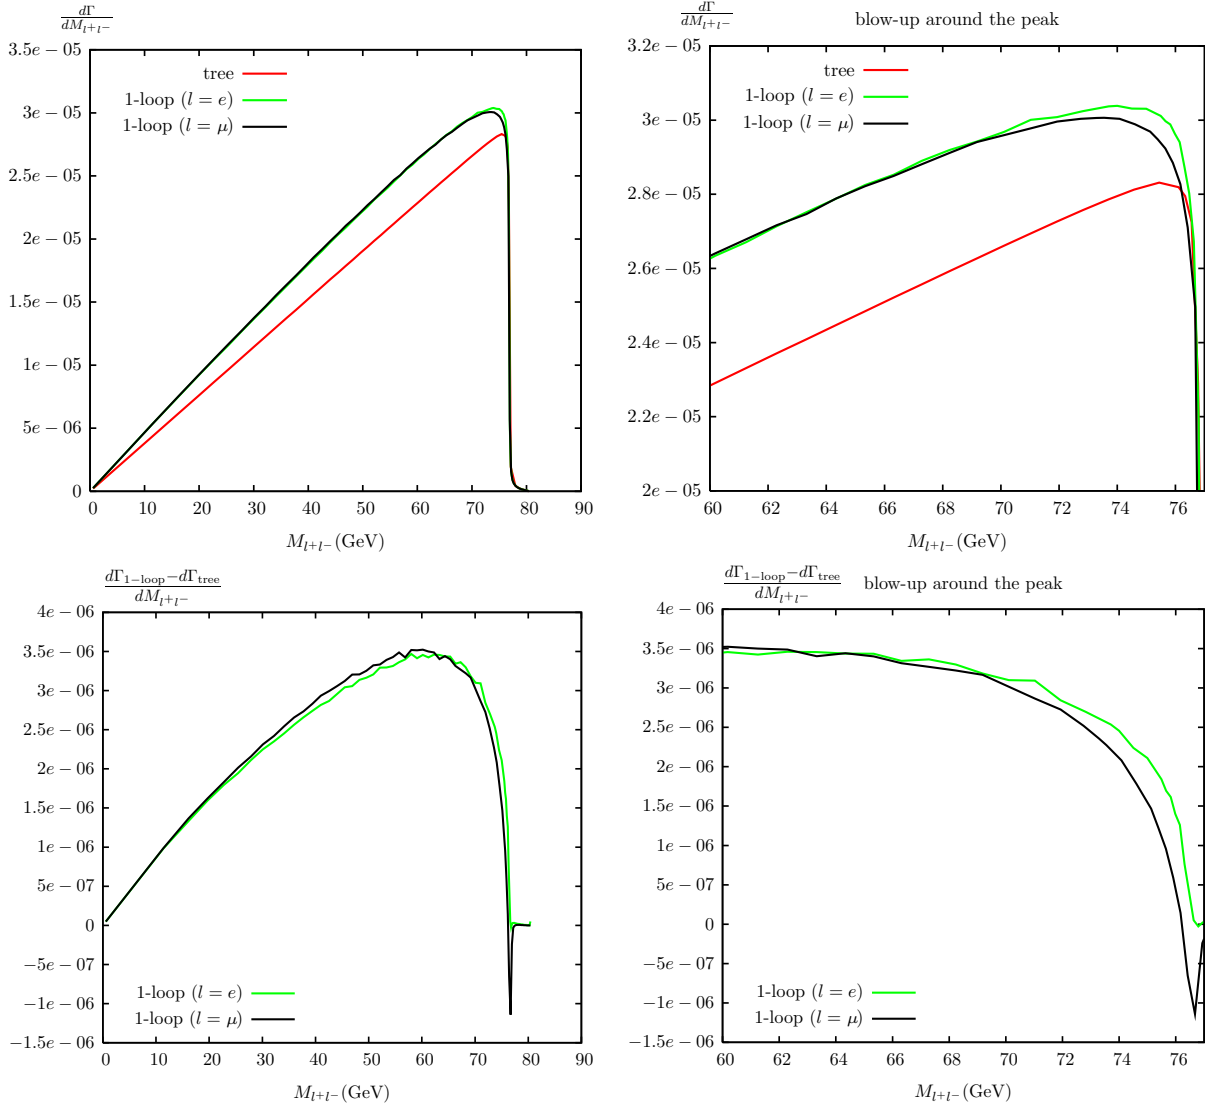 dΓ/dM_{l+l−}
3.5e − 05
3e − 05
2.5e − 05
2e − 05
1.5e − 05
1e − 05
5e − 06
0
tree
1-loop (l = e)
1-loop (l = μ)
0 10 20 30 40 50 60 70 80 90
M_{l+l−}(GeV)
dΓ/dM_{l+l−} blow-up around the peak
3.2e − 05
3e − 05
2.8e − 05
2.6e − 05
2.4e − 05
2.2e − 05
2e − 05
tree
1-loop (l = e)
1-loop (l = μ)
60 62 64 66 68 70 72 74 76
M_{l+l−}(GeV)
dΓ_{1−loop}−dΓ_{tree}/dM_{l+l−}
4e − 06
3.5e − 06
3e − 06
2.5e − 06
2e − 06
1.5e − 06
1e − 06
5e − 07
0
−5e − 07
−1e − 06
−1.5e − 06
1-loop (l = e)
1-loop (l = μ)
0 10 20 30 40 50 60 70 80 90
M_{l+l−}(GeV)
dΓ_{1−loop}−dΓ_{tree}/dM_{l+l−} blow-up around the peak
4e − 06
3.5e − 06
3e − 06
2.5e − 06
2e − 06
1.5e − 06
1e − 06
5e − 07
0
−5e − 07
−1e − 06
−1.5e − 06
1-loop (l = e)
1-loop (l = μ)
60 62 64 66 68 70 72 74 76
M_{l+l−}(GeV)